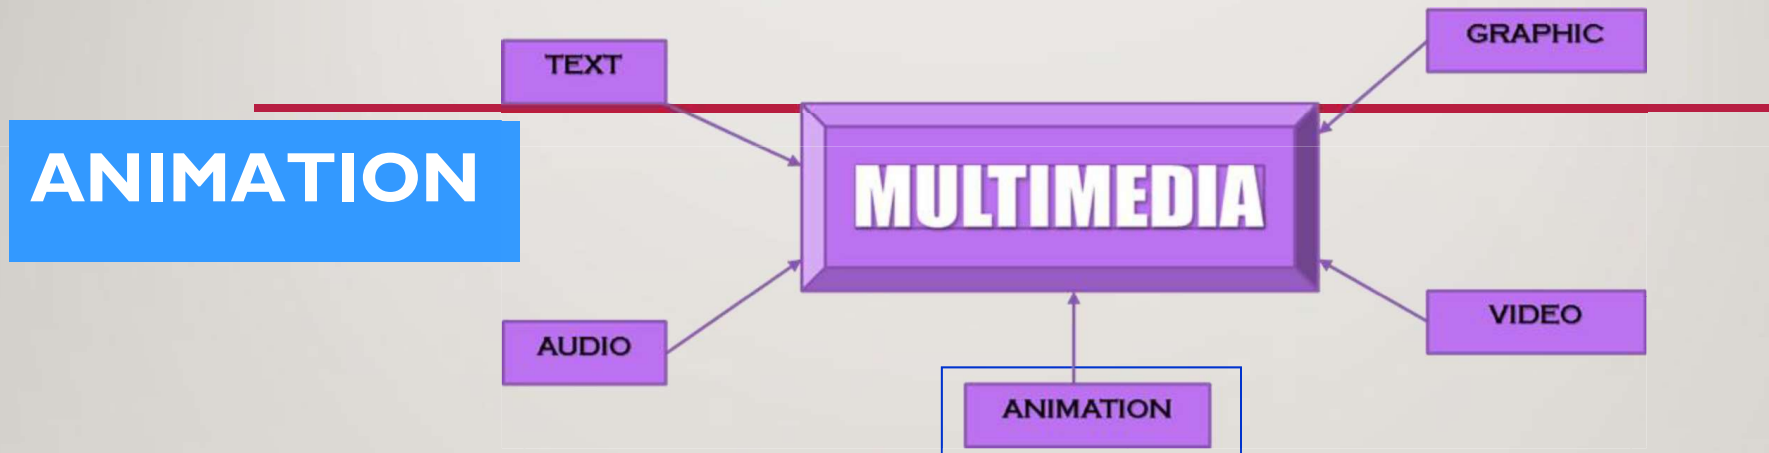 ANIMATION
TEXT
GRAPHIC
MULTIMEDIA
AUDIO
VIDEO
ANIMATION